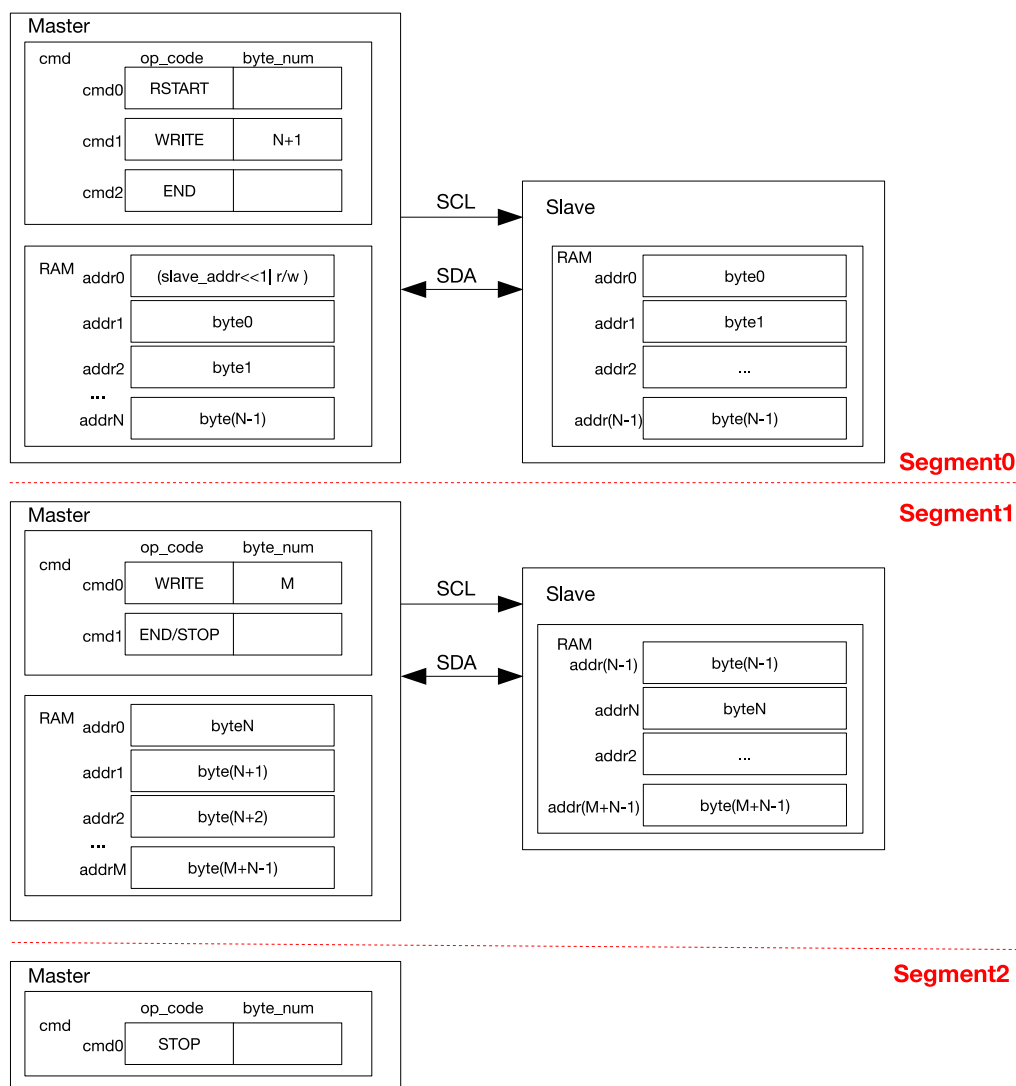 Master
cmd op_code byte_num
cmd0 RSTART
cmd1 WRITE N+1
cmd2 END
RAM
addr0 (slave_addr<<1| r/w )
addr1 byte0
addr2 byte1
...
addrN byte(N-1)
SCL
SDA
Slave
RAM
addr0 byte0
addr1 byte1
addr2 ...
addr(N-1) byte(N-1)
Segment0
Segment1
Master
op_code byte_num
cmd
cmd0 WRITE M
cmd1 END/STOP
RAM
addr0 byteN
addr1 byte(N+1)
addr2 byte(N+2)
...
addrM byte(M+N-1)
SCL
SDA
Slave
RAM
addr(N-1) byte(N-1)
addrN byteN
addr2 ...
addr(M+N-1) byte(M+N-1)
Segment2
Master
op_code byte_num
cmd
cmd0 STOP